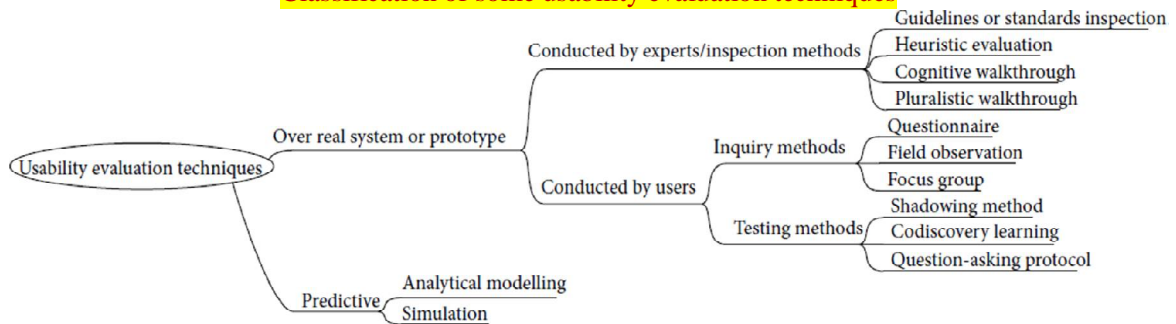 Classification of some usability evaluation techniques
Guidelines or standards inspection
Conducted by experts/inspection methods
Heuristic evaluation
Cognitive walkthrough
Pluralistic walkthrough
Over real system or prototype
Questionnaire
Inquiry methods
Field observation
Usability evaluation techniques
Focus group
Conducted by users
Shadowing method
Testing methods
Codiscovery learning
Question-asking protocol
Analytical modelling
Predictive
Simulation